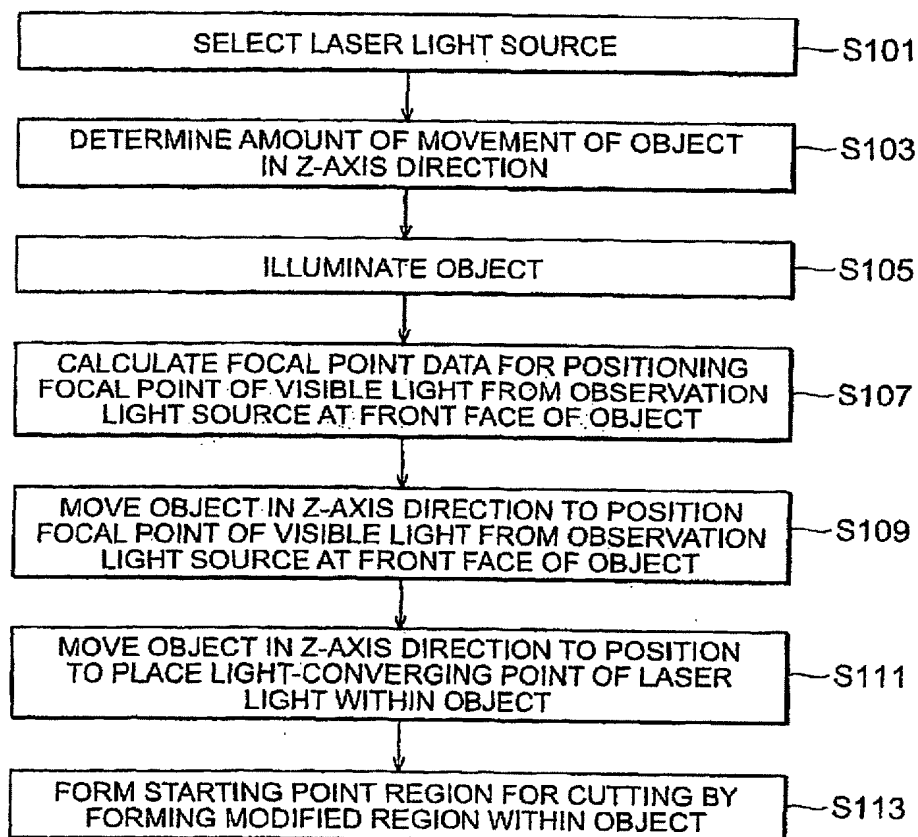 SELECT LASER LIGHT SOURCE
S101
DETERMINE AMOUNT OF MOVEMENT OF OBJECT
IN Z-AXIS DIRECTION
S103
ILLUMINATE OBJECT
S105
CALCULATE FOCAL POINT DATA FOR POSITIONING
FOCAL POINT OF VISIBLE LIGHT FROM OBSERVATION
LIGHT SOURCE AT FRONT FACE OF OBJECT
S107
MOVE OBJECT IN Z-AXIS DIRECTION TO POSITION
FOCAL POINT OF VISIBLE LIGHT FROM OBSERVATION
LIGHT SOURCE AT FRONT FACE OF OBJECT
S109
MOVE OBJECT IN Z-AXIS DIRECTION TO POSITION
TO PLACE LIGHT-CONVERGING POINT OF LASER
LIGHT WITHIN OBJECT
S111
FORM STARTING POINT REGION FOR CUTTING BY
FORMING MODIFIED REGION WITHIN OBJECT
S113